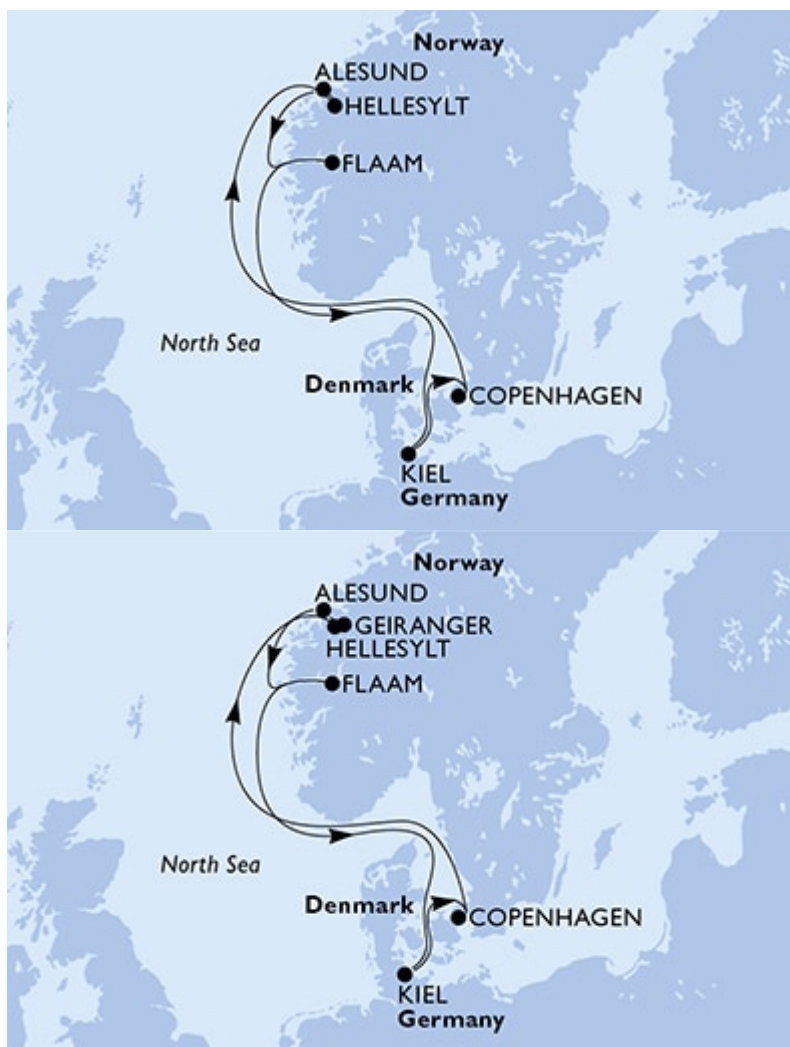 Norway
ALESUND
HELLESYLT
FLAAM
North Sea
Denmark
COPENHAGEN
KIEL
Germany
Norway
ALESUND
GEIRANGER
HELLESYLT
FLAAM
North Sea
Denmark
COPENHAGEN
KIEL
Germany